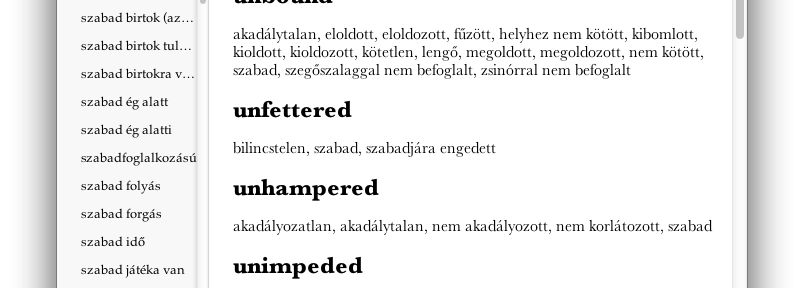 szabad birtok (az…
szabad birtok tul…
szabad birtokra v…
szabad ég alatt
szabad ég alatti
szabadfoglalkozású
szabad folyás
szabad forgás
szabad idő
szabad játéka van
unbound
akadálytalan, eloldott, eloldozott, fűzött, helyhez nem kötött, kibomlott,
kioldott, kioldozott, kötetlen, lengő, megoldott, megoldozott, nem kötött,
szabad, szegőszalaggal nem befoglalt, zsinórral nem befoglalt
unfettered
bilincstelen, szabad, szabadjára engedett
unhampered
akadályozatlan, akadálytalan, nem akadályozott, nem korlátozott, szabad
unimpeded